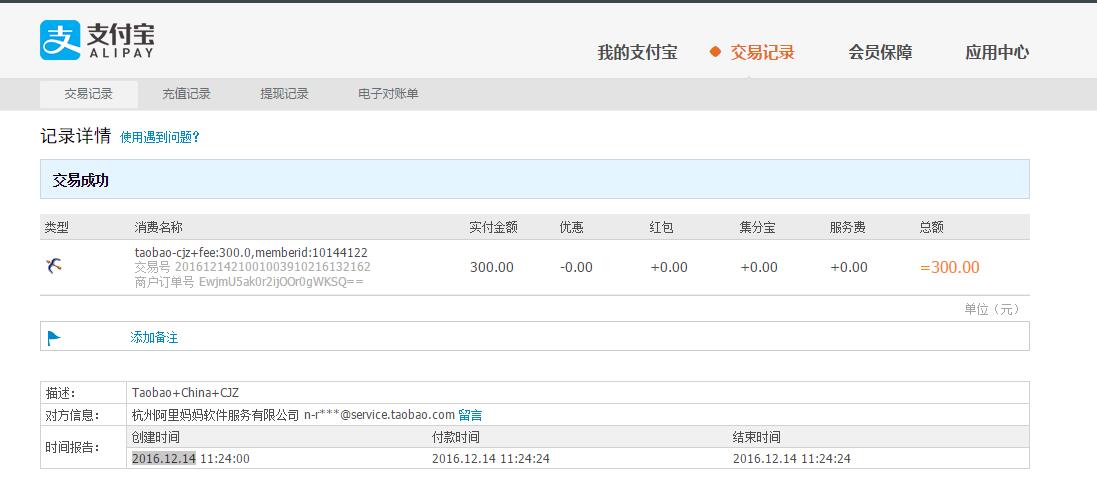 支付宝
ALIPAY
我的支付宝 交易记录 会员保障 应用中心
交易记录 充值记录 提现记录 电子对账单
记录详情 使用遇到问题?
交易成功
类型 消费名称 实付金额 优惠 红包 集分宝 服务费 总额
taobao-cjz+fee:300.0,memberid:10144122
交易号 2016121421001003910216132162
商户订单号 EwjmU5ak0r2ijOOr0gWKSQ==
300.00 -0.00 +0.00 +0.00 +0.00 =300.00
单位（元）
添加备注
描述： Taobao+China+CJZ
对方信息： 杭州阿里妈妈软件服务有限公司 n-r***@service.taobao.com 留言
时间报告： 创建时间 付款时间 结束时间
2016.12.14 11:24:00 2016.12.14 11:24:24 2016.12.14 11:24:24